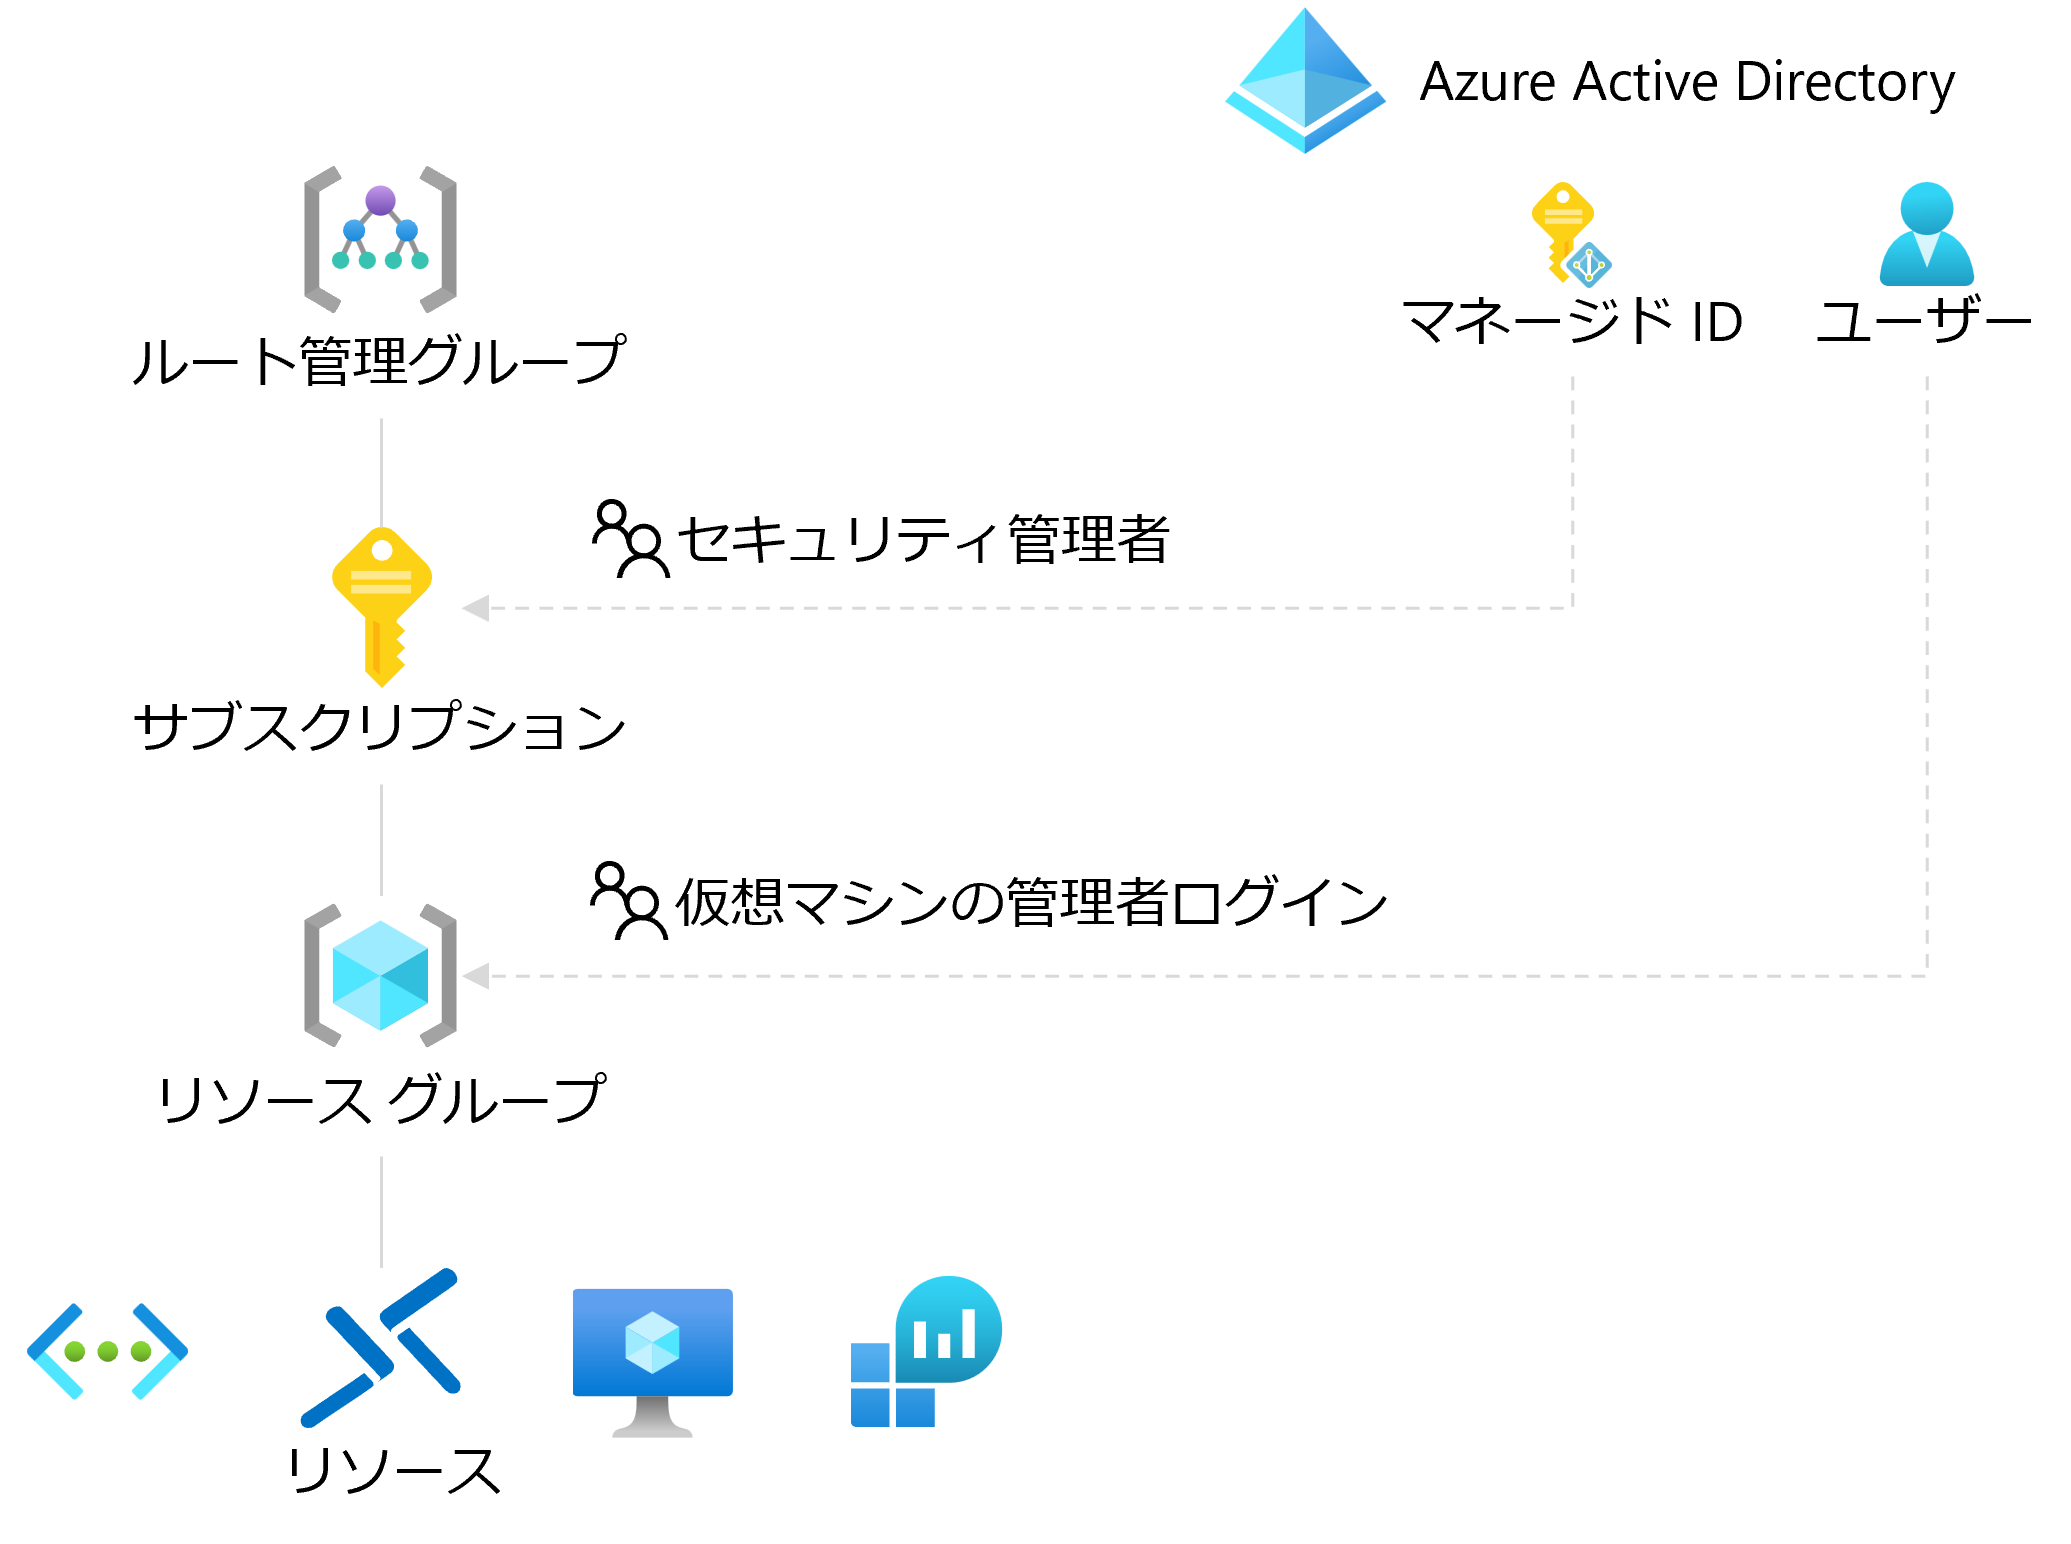 Azure Active Directory
マネージド ID
ユーザー
ルート管理グループ
セキュリティ管理者
サブスクリプション
仮想マシンの管理者ログイン
リソース グループ
リソース